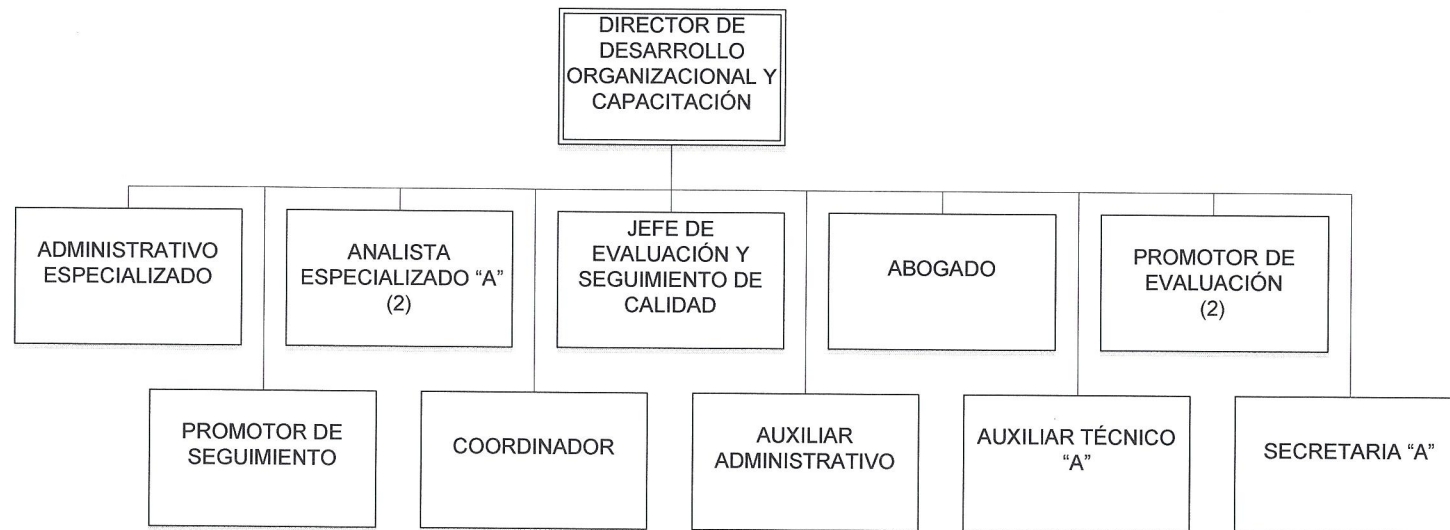 DIRECTOR DE
DESARROLLO
ORGANIZACIONAL Y
CAPACITACIÓN
ADMINISTRATIVO
ESPECIALIZADO
ANALISTA
ESPECIALIZADO “A”
(2)
JEFE DE
EVALUACIÓN Y
SEGUIMIENTO DE
CALIDAD
ABOGADO
PROMOTOR DE
EVALUACIÓN
(2)
PROMOTOR DE
SEGUIMIENTO
COORDINADOR
AUXILIAR
ADMINISTRATIVO
AUXILIAR TÉCNICO
“A”
SECRETARIA “A”